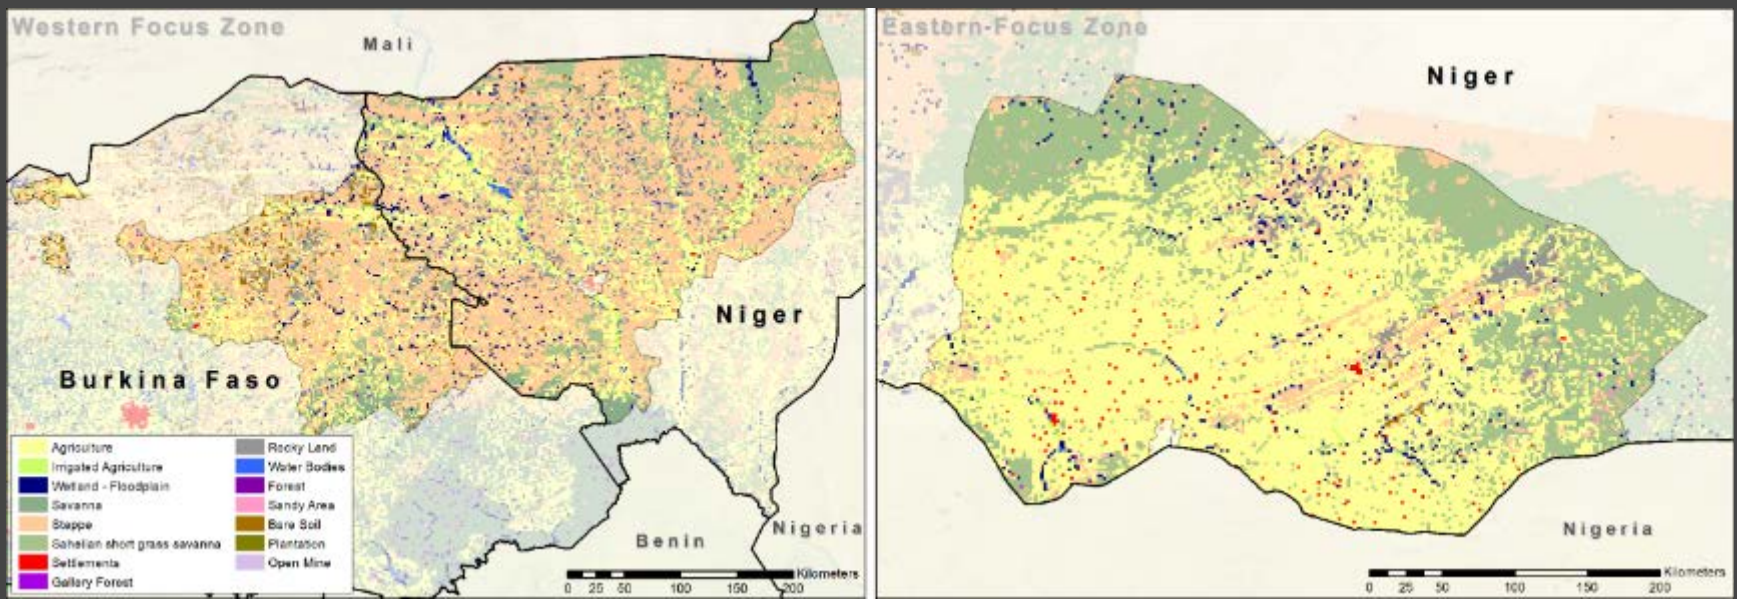 Western Focus Zone
Mali
Niger
Burkina Faso
Benin
Nigeria
Agriculture
Irrigated Agriculture
Wetland - Floodplain
Savanna
Steppe
Sahelian short grass savanna
Settlements
Gallery Forest
Rocky Land
Water Bodies
Forest
Sandy Area
Bare Soil
Plantation
Open Mine
Kilometers
0 25 50 100 150 200
Eastern-Focus Zone
Niger
Nigeria
Kilometers
0 25 50 100 150 200